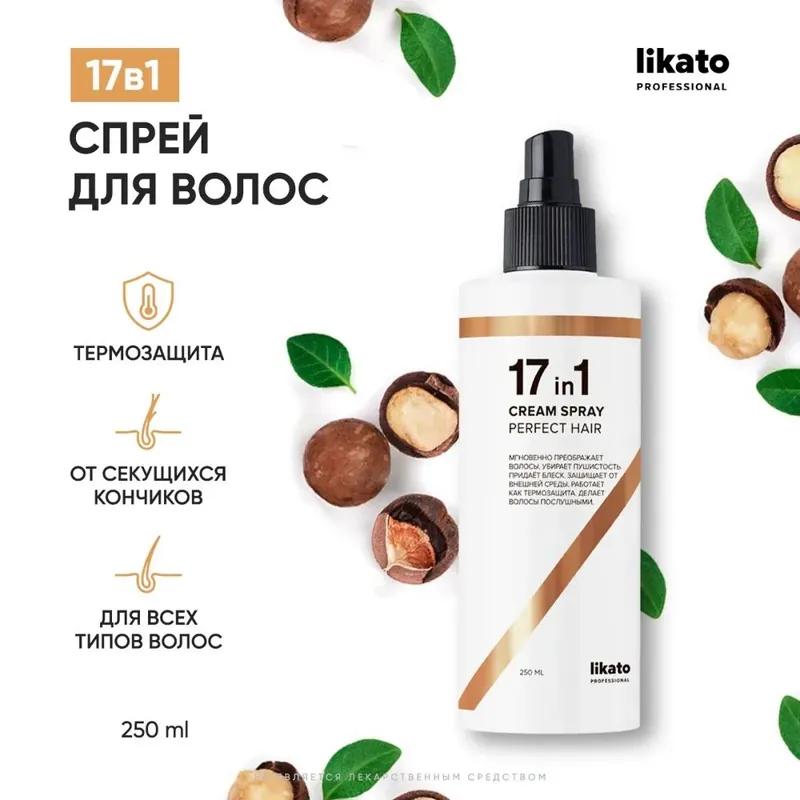 17в1
likato
PROFESSIONAL
СПРЕЙ
ДЛЯ ВОЛОС
ТЕРМОЗАЩИТА
ОТ СЕКУЩИХСЯ
КОНЧИКОВ
ДЛЯ ВСЕХ
ТИПОВ ВОЛОС
250 ml
17 in 1
CREAM SPRAY
PERFECT HAIR
МГНОВЕННО ПРЕОБРАЖАЕТ
ВОЛОСЫ. УБИРАЕТ ПУШИСТОСТЬ.
ПРИДАЁТ БЛЕСК. ЗАЩИЩАЕТ ОТ
ВНЕШНЕЙ СРЕДЫ. РАБОТАЕТ
КАК ТЕРМОЗАЩИТА. ДЕЛАЕТ
ВОЛОСЫ ПОСЛУШНЫМИ.
250 ML
likato
PROFESSIONAL
ЯВЛЯЕТСЯ ЛЕКАРСТВЕННЫМ СРЕДСТВОМ